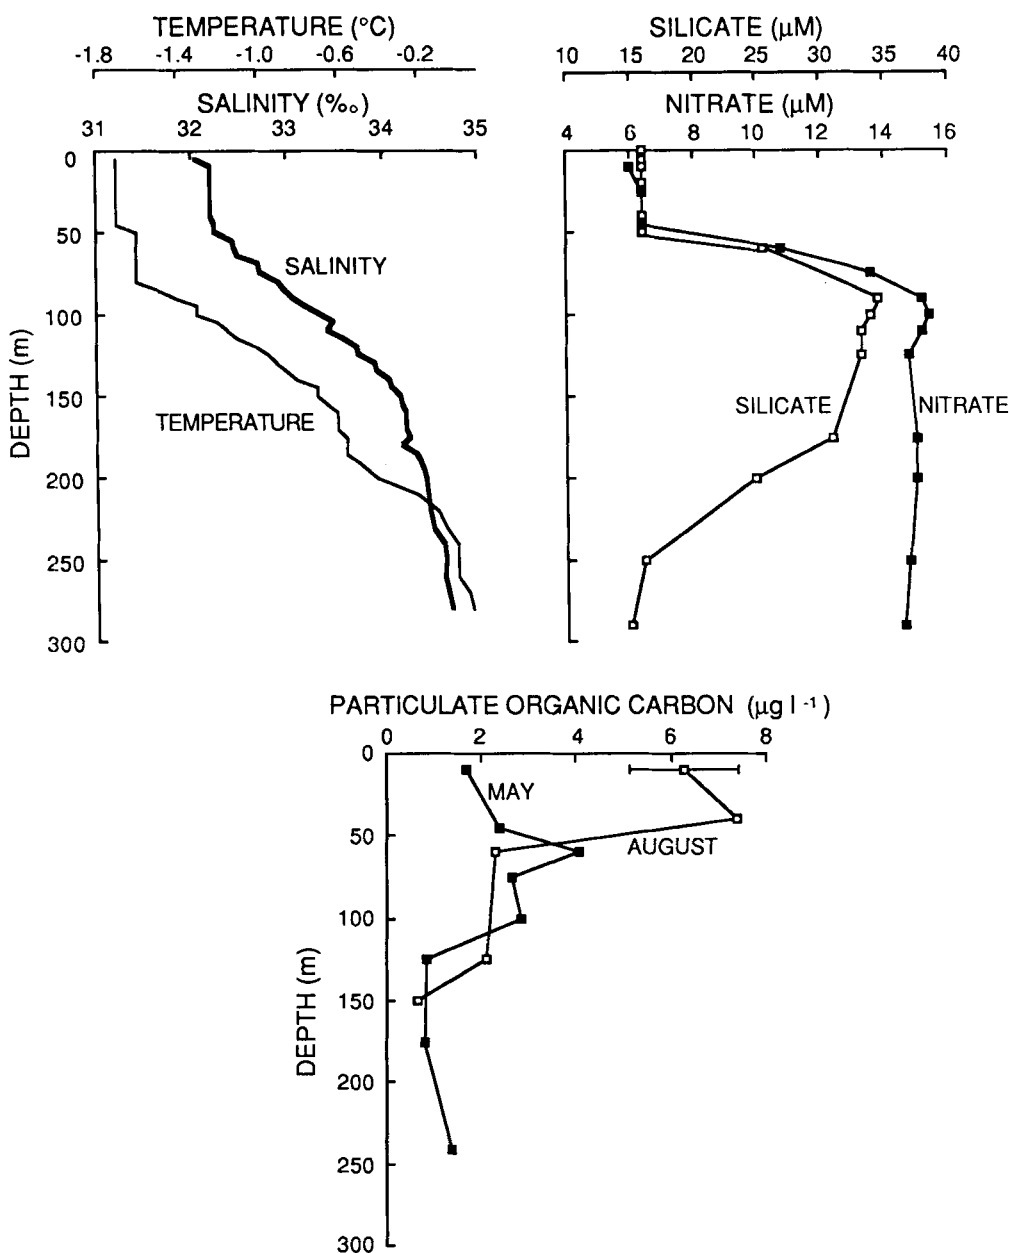 TEMPERATURE (°C)
-1.8 -1.4 -1.0 -0.6 -0.2
SALINITY (‰)
31 32 33 34 35
0
50
100
150
200
250
300
DEPTH (m)
SALINITY
TEMPERATURE
SILICATE (μM)
10 15 20 25 31 35 40
NITRATE (μM)
4 6 8 10 12 14 16
SILICATE
NITRATE
PARTICULATE ORGANIC CARBON (μg l -1)
0 2 4 6 8
0
50
100
150
200
250
300
DEPTH (m)
MAY
AUGUST